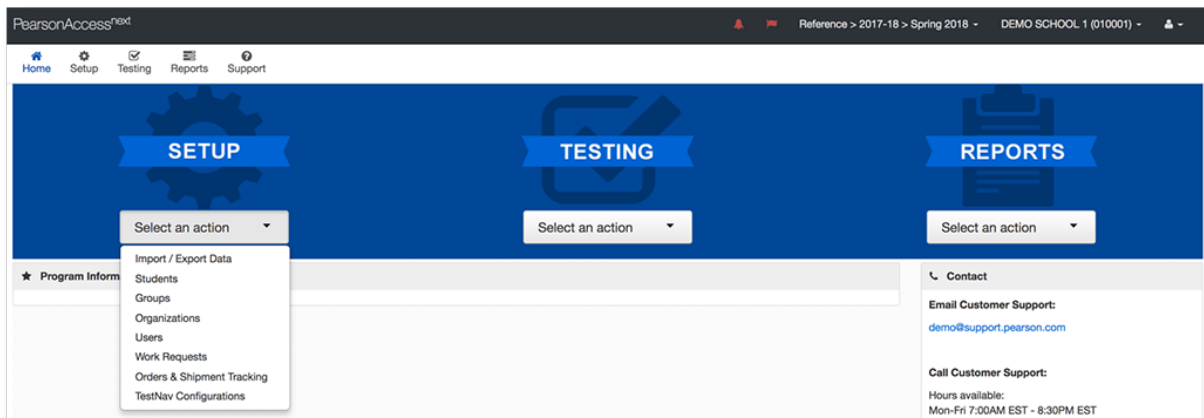 PearsonAccessnext
Reference > 2017-18 > Spring 2018
DEMO SCHOOL 1 (010001)
Home Setup Testing Reports Support
SETUP
TESTING
REPORTS
Select an action
Select an action
Select an action
Import / Export Data
Students
Groups
Organizations
Users
Work Requests
Orders & Shipment Tracking
TestNav Configurations
Program Inform
Contact
Email Customer Support:
demo@support.pearson.com
Call Customer Support:
Hours available:
Mon-Fri 7:00AM EST - 8:30PM EST